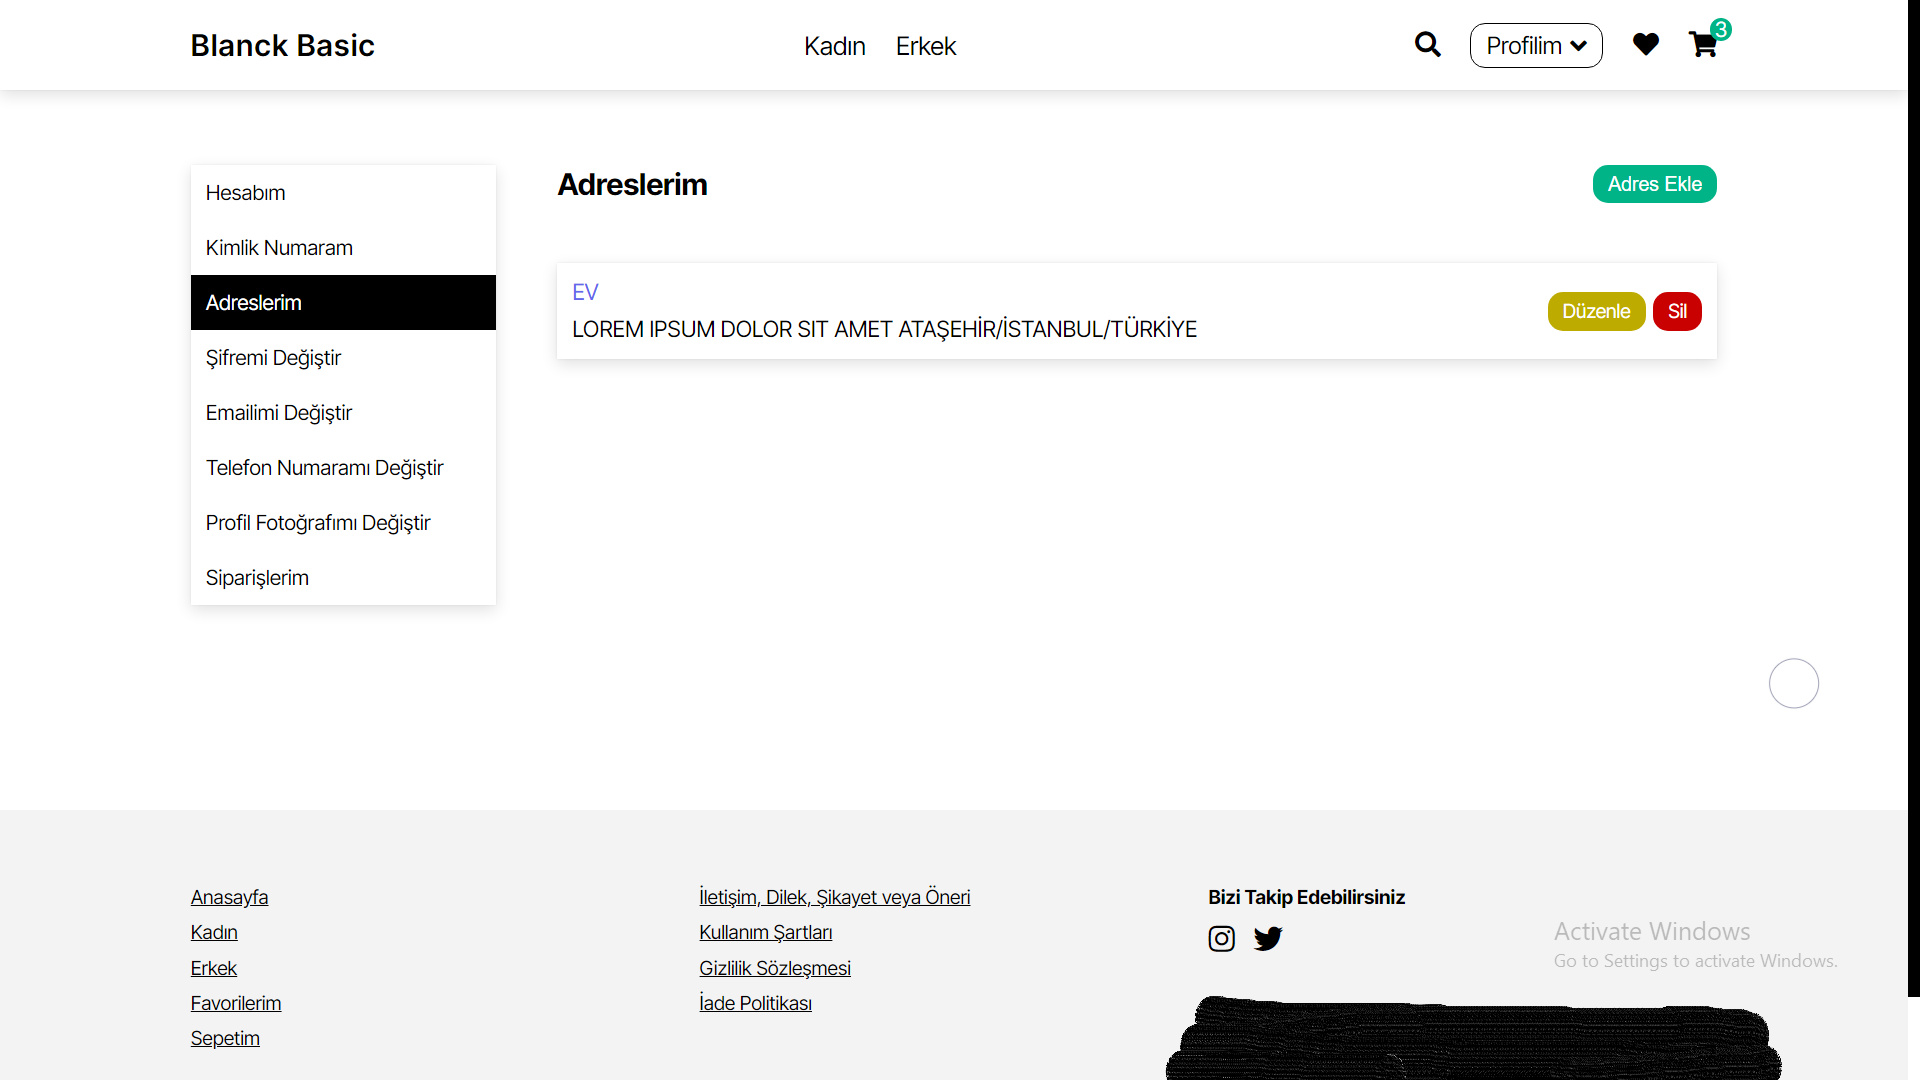 Blanck Basic
Kadın Erkek
Profilim
3
Hesabım
Kimlik Numaram
Adreslerim
Şifremi Değiştir
Emailimi Değiştir
Telefon Numaramı Değiştir
Profil Fotoğrafımı Değiştir
Siparişlerim
Adreslerim
Adres Ekle
EV
LOREM IPSUM DOLOR SIT AMET ATAŞEHİR/İSTANBUL/TÜRKİYE
Düzenle
Sil
Anasayfa
Kadın
Erkek
Favorilerim
Sepetim
İletişim, Dilek, Şikayet veya Öneri
Kullanım Şartları
Gizlilik Sözleşmesi
İade Politikası
Bizi Takip Edebilirsiniz
Activate Windows
Go to Settings to activate Windows.